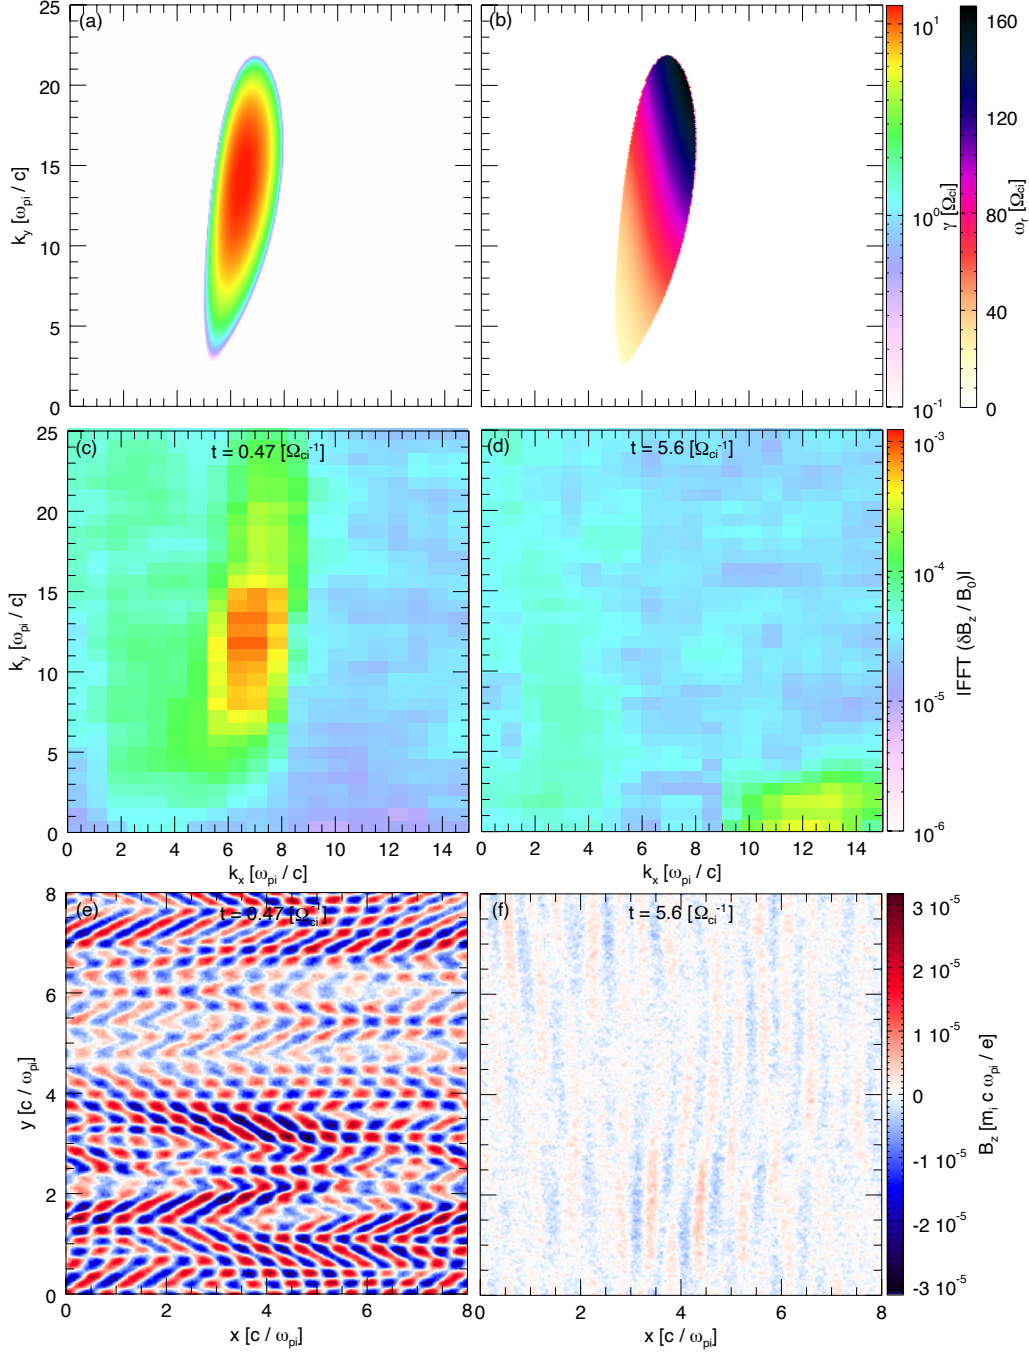 (a)
(b)
25
20
15
10
5
0
k_y [ω_pi / c]
10^1
10^0
10^-1
γ [Ω_ci]
160
120
80
40
0
ω_r [Ω_ci]
(c)
t = 0.47 [Ω_ci^-1]
(d)
t = 5.6 [Ω_ci^-1]
25
20
15
10
5
0
k_y [ω_pi / c]
0 2 4 6 8 10 12 14
k_x [ω_pi / c]
0 2 4 6 8 10 12 14
k_x [ω_pi / c]
10^-3
10^-4
10^-5
10^-6
|FFT (δB_z / B_0)|
(e)
t = 0.47 [Ω_ci^-1]
(f)
t = 5.6 [Ω_ci^-1]
8
6
4
2
0
y [c / ω_pi]
0 2 4 6 8
x [c / ω_pi]
0 2 4 6 8
x [c / ω_pi]
3 10^-5
2 10^-5
1 10^-5
0
-1 10^-5
-2 10^-5
-3 10^-5
B_z [m_i c ω_pi / e]